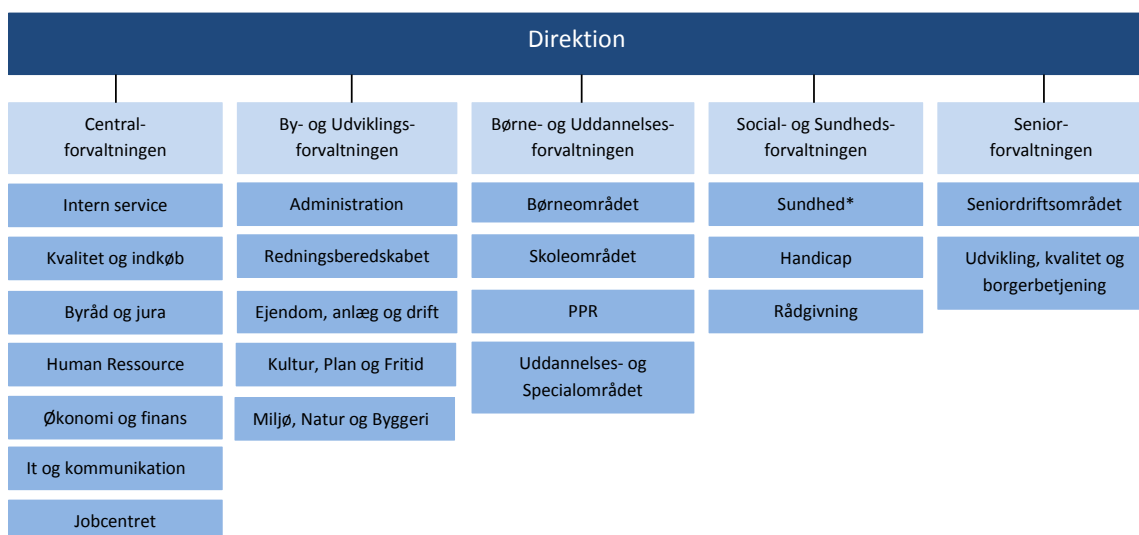 Direktion
Central-
forvaltningen
Intern service
Kvalitet og indkøb
Byråd og jura
Human Ressource
Økonomi og finans
It og kommunikation
Jobcentret
By- og Udviklings-
forvaltningen
Administration
Redningsberedskabet
Ejendom, anlæg og drift
Kultur, Plan og Fritid
Miljø, Natur og Byggeri
Børne- og Uddannelses-
forvaltningen
Børneområdet
Skoleområdet
PPR
Uddannelses- og
Specialområdet
Social- og Sundheds-
forvaltningen
Sundhed*
Handicap
Rådgivning
Senior-
forvaltningen
Seniordriftsområdet
Udvikling, kvalitet og
borgerbetjening